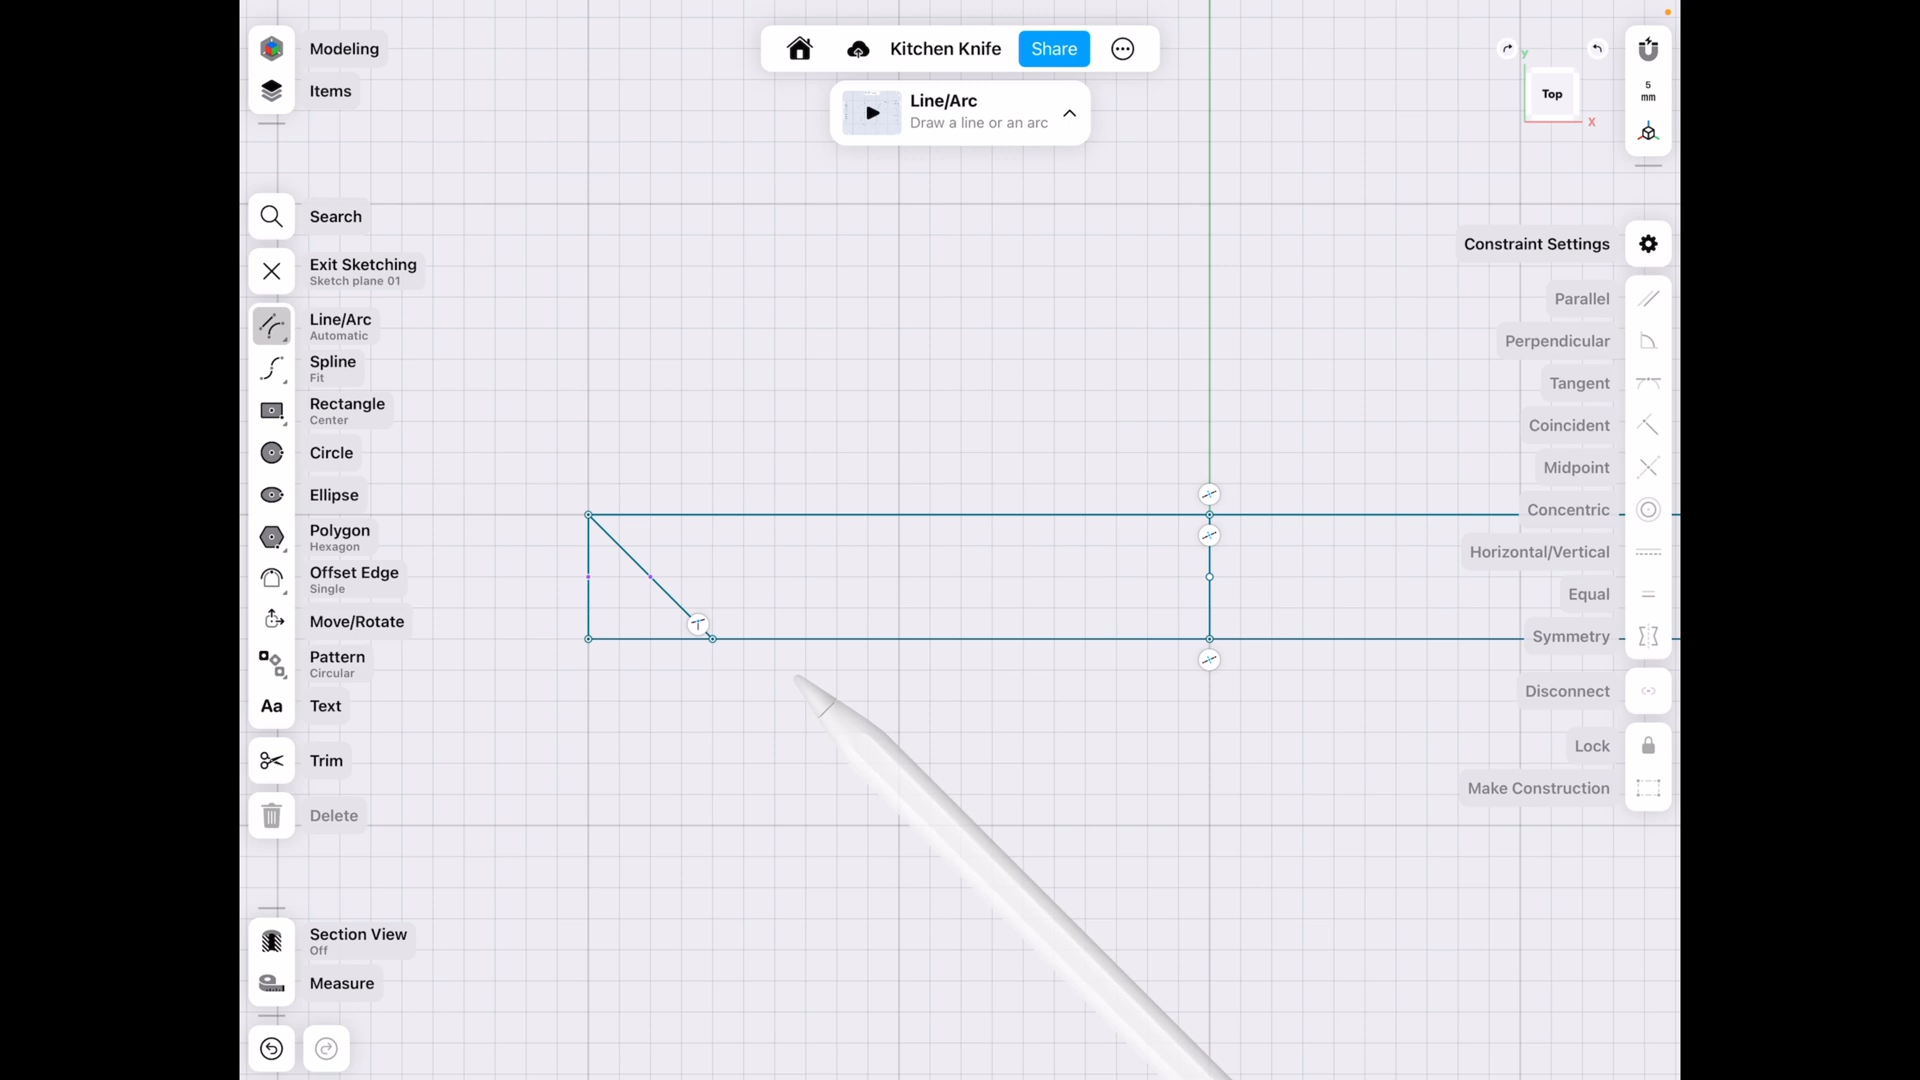 Modeling
Items
Kitchen Knife
Share
Line/Arc
Draw a line or an arc
y
Top
X
5
mm
Search
Exit Sketching
Sketch plane 01
Line/Arc
Automatic
Spline
Fit
Rectangle
Center
Circle
Ellipse
Polygon
Hexagon
Offset Edge
Single
Move/Rotate
Pattern
Circular
Aa
Text
Trim
Delete
Section View
Off
Measure
Constraint Settings
Parallel
Perpendicular
Tangent
Coincident
Midpoint
Concentric
Horizontal/Vertical
Equal
Symmetry
Disconnect
Lock
Make Construction